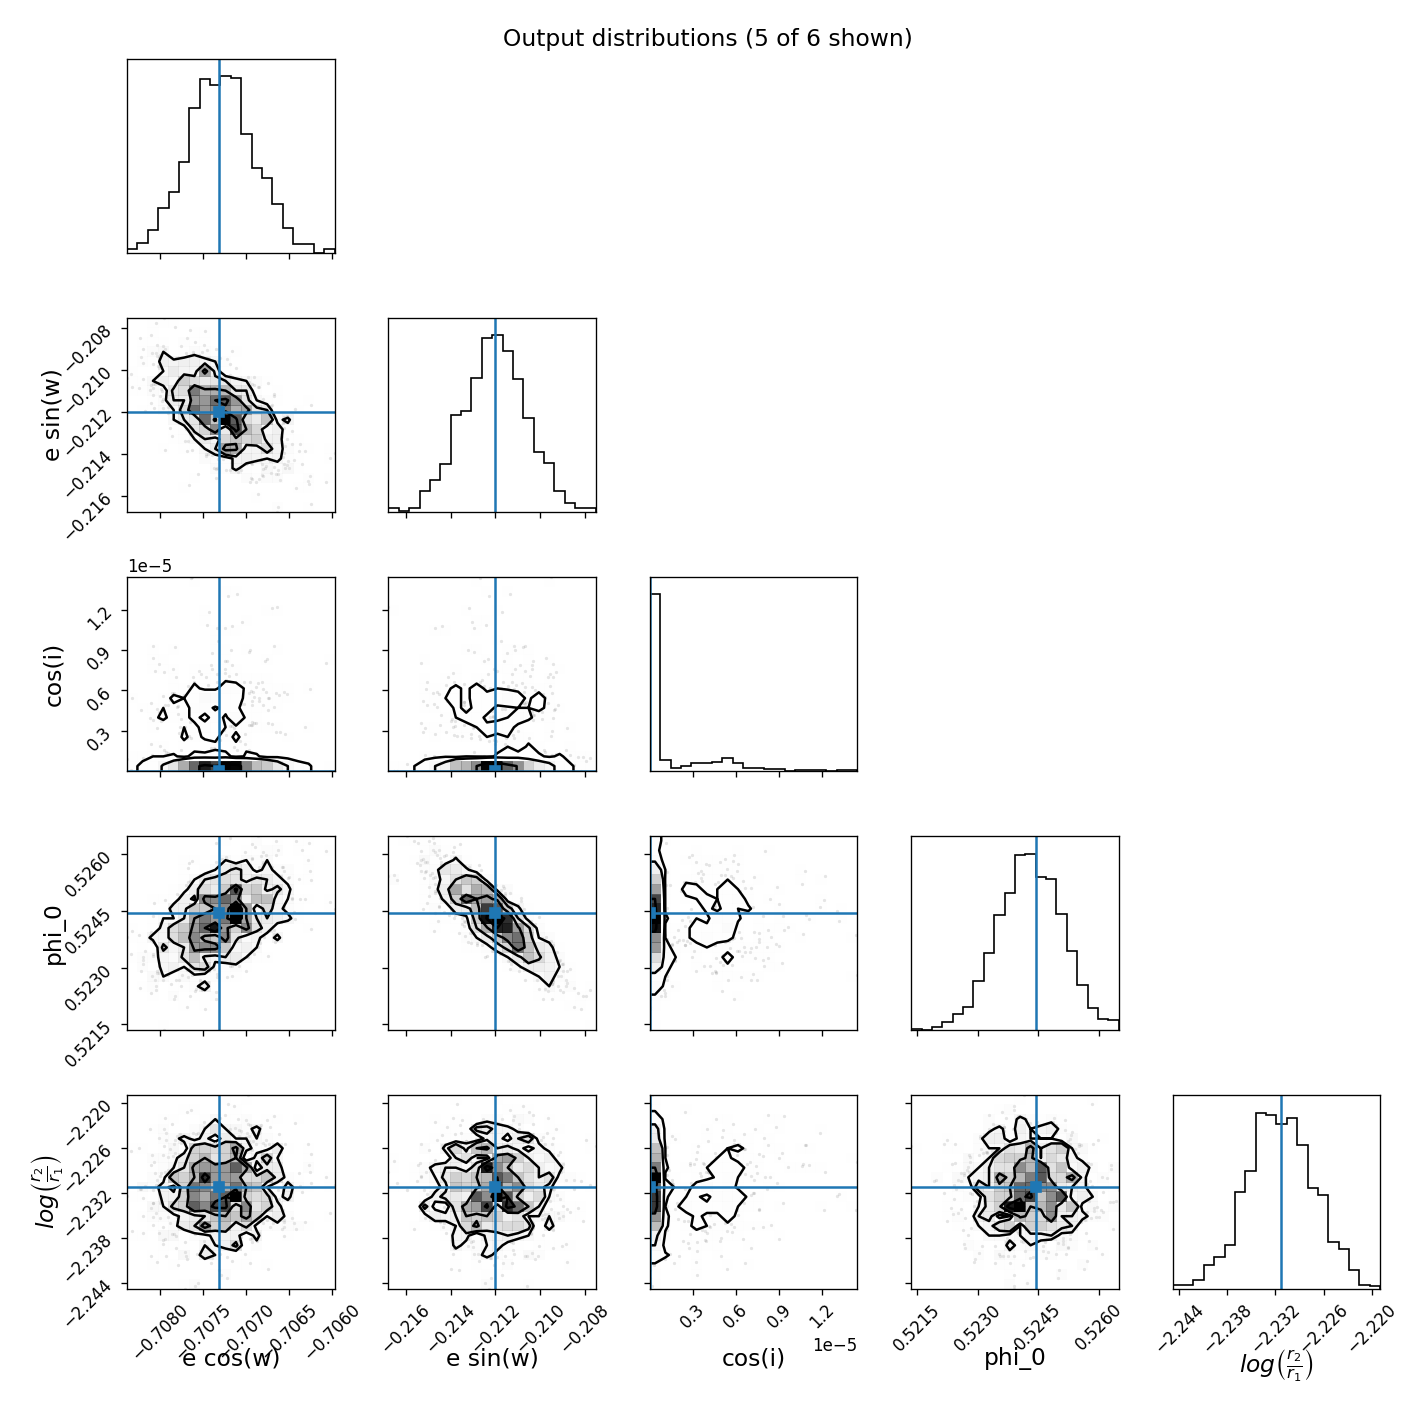 Output distributions (5 of 6 shown)
−0.208
−0.210
−0.212
−0.214
−0.216
e sin(w)
1e−5
1.2
0.9
0.6
0.3
cos(i)
0.5260
0.5245
0.5230
0.5215
phi_0
−2.220
−2.226
−2.232
−2.238
−2.244
log(r₂/r₁)
−0.7080 −0.7075 −0.7070 −0.7065 −0.7060
e cos(w)
−0.216 −0.214 −0.212 −0.210 −0.208
e sin(w)
0.3 0.6 0.9 1.2
1e−5
cos(i)
0.5215 0.5230 0.5245 0.5260
phi_0
−2.244 −2.238 −2.232 −2.226 −2.220
log(r₂/r₁)